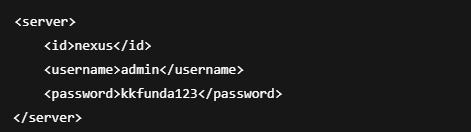 <server>
    <id>nexus</id>
    <username>admin</username>
    <password>kkfunda123</password>
</server>